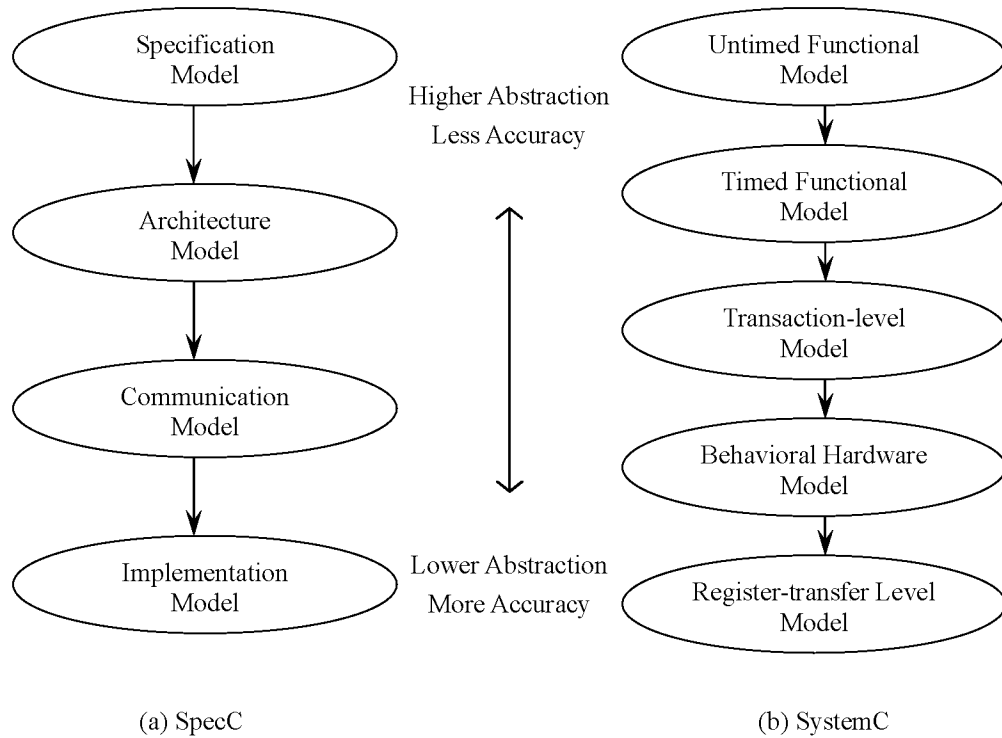 Specification
Model
Architecture
Model
Communication
Model
Implementation
Model
(a) SpecC
Higher Abstraction
Less Accuracy
Lower Abstraction
More Accuracy
Untimed Functional
Model
Timed Functional
Model
Transaction-level
Model
Behavioral Hardware
Model
Register-transfer Level
Model
(b) SystemC